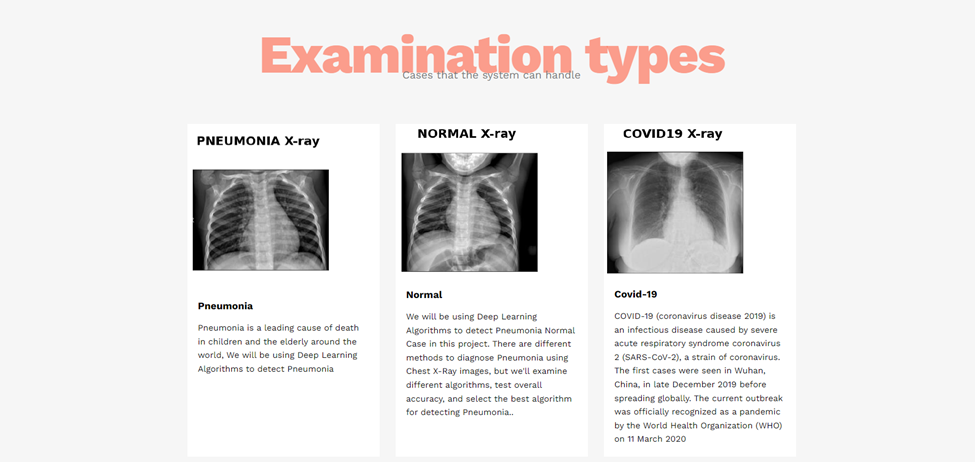 Examination types
Cases that the system can handle
PNEUMONIA X-ray
Pneumonia
Pneumonia is a leading cause of death
in children and the elderly around the
world, We will be using Deep Learning
Algorithms to detect Pneumonia
NORMAL X-ray
Normal
We will be using Deep Learning
Algorithms to detect Pneumonia Normal
Case in this project. There are different
methods to diagnose Pneumonia using
Chest X-Ray images, but we'll examine
different algorithms, test overall
accuracy, and select the best algorithm
for detecting Pneumonia..
COVID19 X-ray
Covid-19
COVID-19 (coronavirus disease 2019) is
an infectious disease caused by severe
acute respiratory syndrome coronavirus
2 (SARS-CoV-2), a strain of coronavirus.
The first cases were seen in Wuhan,
China, in late December 2019 before
spreading globally. The current outbreak
was officially recognized as a pandemic
by the World Health Organization (WHO)
on 11 March 2020